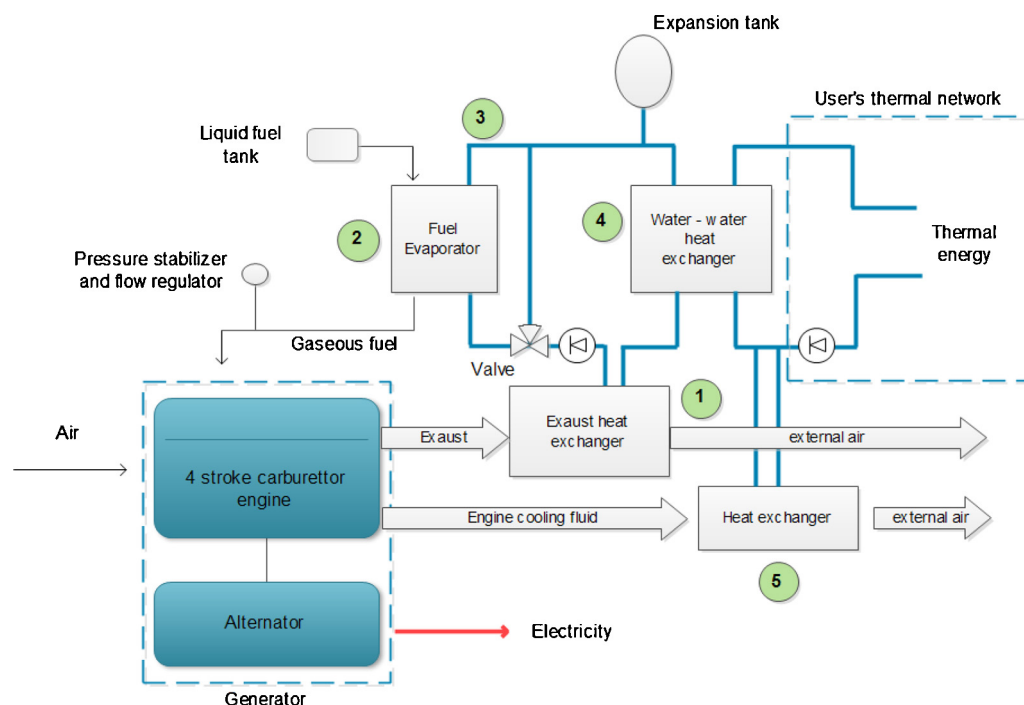 Expansion tank
User's thermal network
3
Liquid fuel
tank
4
Water - water
heat
exchanger
2
Fuel
Evaporator
Thermal
energy
Pressure stabilizer
and flow regulator
Gaseous fuel
Valve
1
Exaust heat
exchanger
Air
Exaust
external air
4 stroke carburettor
engine
Engine cooling fluid
Heat exchanger
external air
5
Alternator
Electricity
Generator